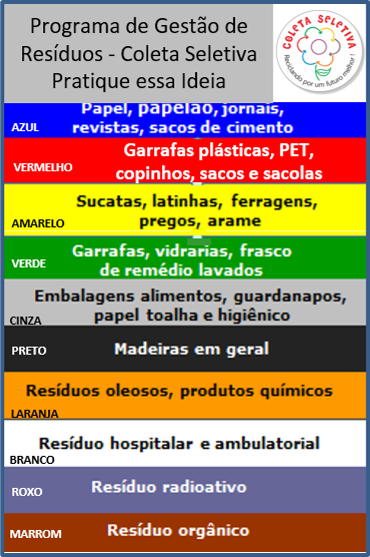 Programa de Gestão de
Resíduos - Coleta Seletiva
Pratique essa Ideia
COLETA SELETIVA
Reciclando por um futuro melhor!
Papel, papelão, jornais,
revistas, sacos de cimento
AZUL
Garrafas plásticas, PET,
copinhos, sacos e sacolas
VERMELHO
Sucatas, latinhas, ferragens,
pregos, arame
AMARELO
Garrafas, vidrarias, frasco
de remédio lavados
VERDE
Embalagens alimentos, guardanapos,
papel toalha e higiênico
CINZA
PRETO
Madeiras em geral
Resíduos oleosos, produtos químicos
LARANJA
Resíduo hospitalar e ambulatorial
BRANCO
ROXO
Resíduo radioativo
MARROM
Resíduo orgânico